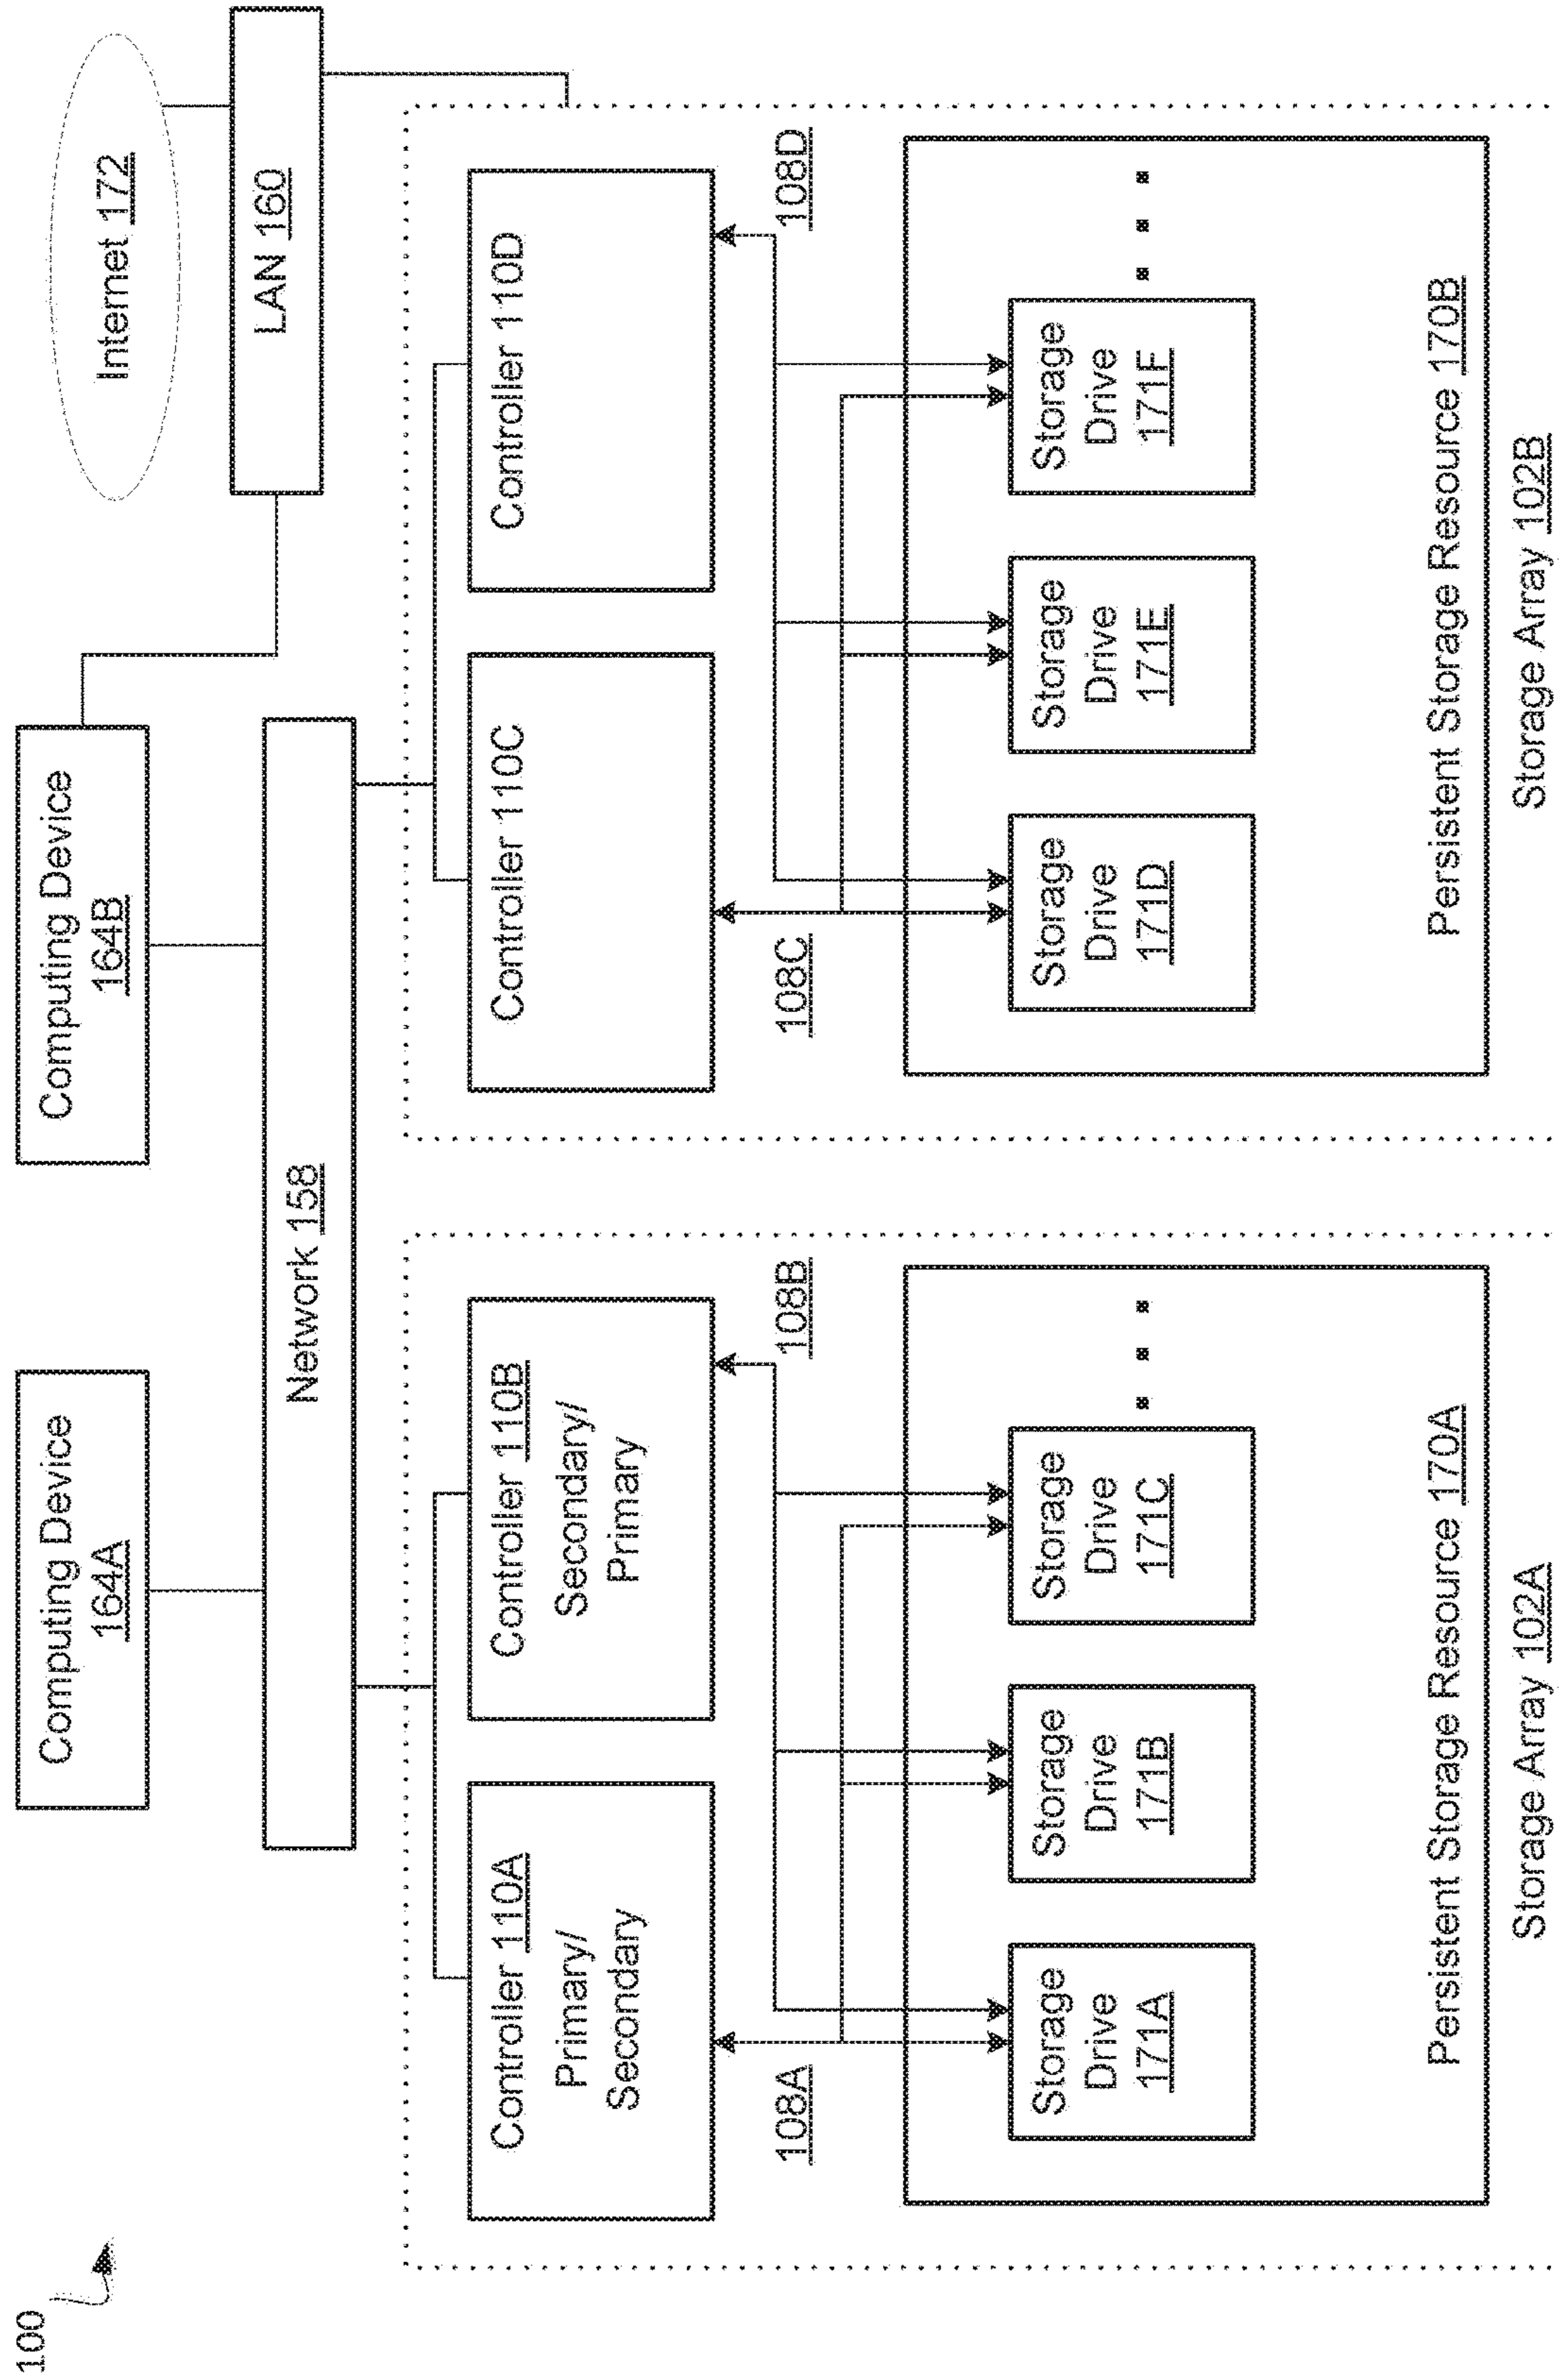 100
Computing Device
164A
Computing Device
164B
Internet 172
Network 158
LAN 160
Controller 110A
Primary/
Secondary
Controller 110B
Secondary/
Primary
Controller 110C
Controller 110D
108A
108B
108C
108D
Storage
Drive
171A
Storage
Drive
171B
Storage
Drive
171C
Storage
Drive
171D
Storage
Drive
171E
Storage
Drive
171F
Persistent Storage Resource 170A
Persistent Storage Resource 170B
Storage Array 102A
Storage Array 102B